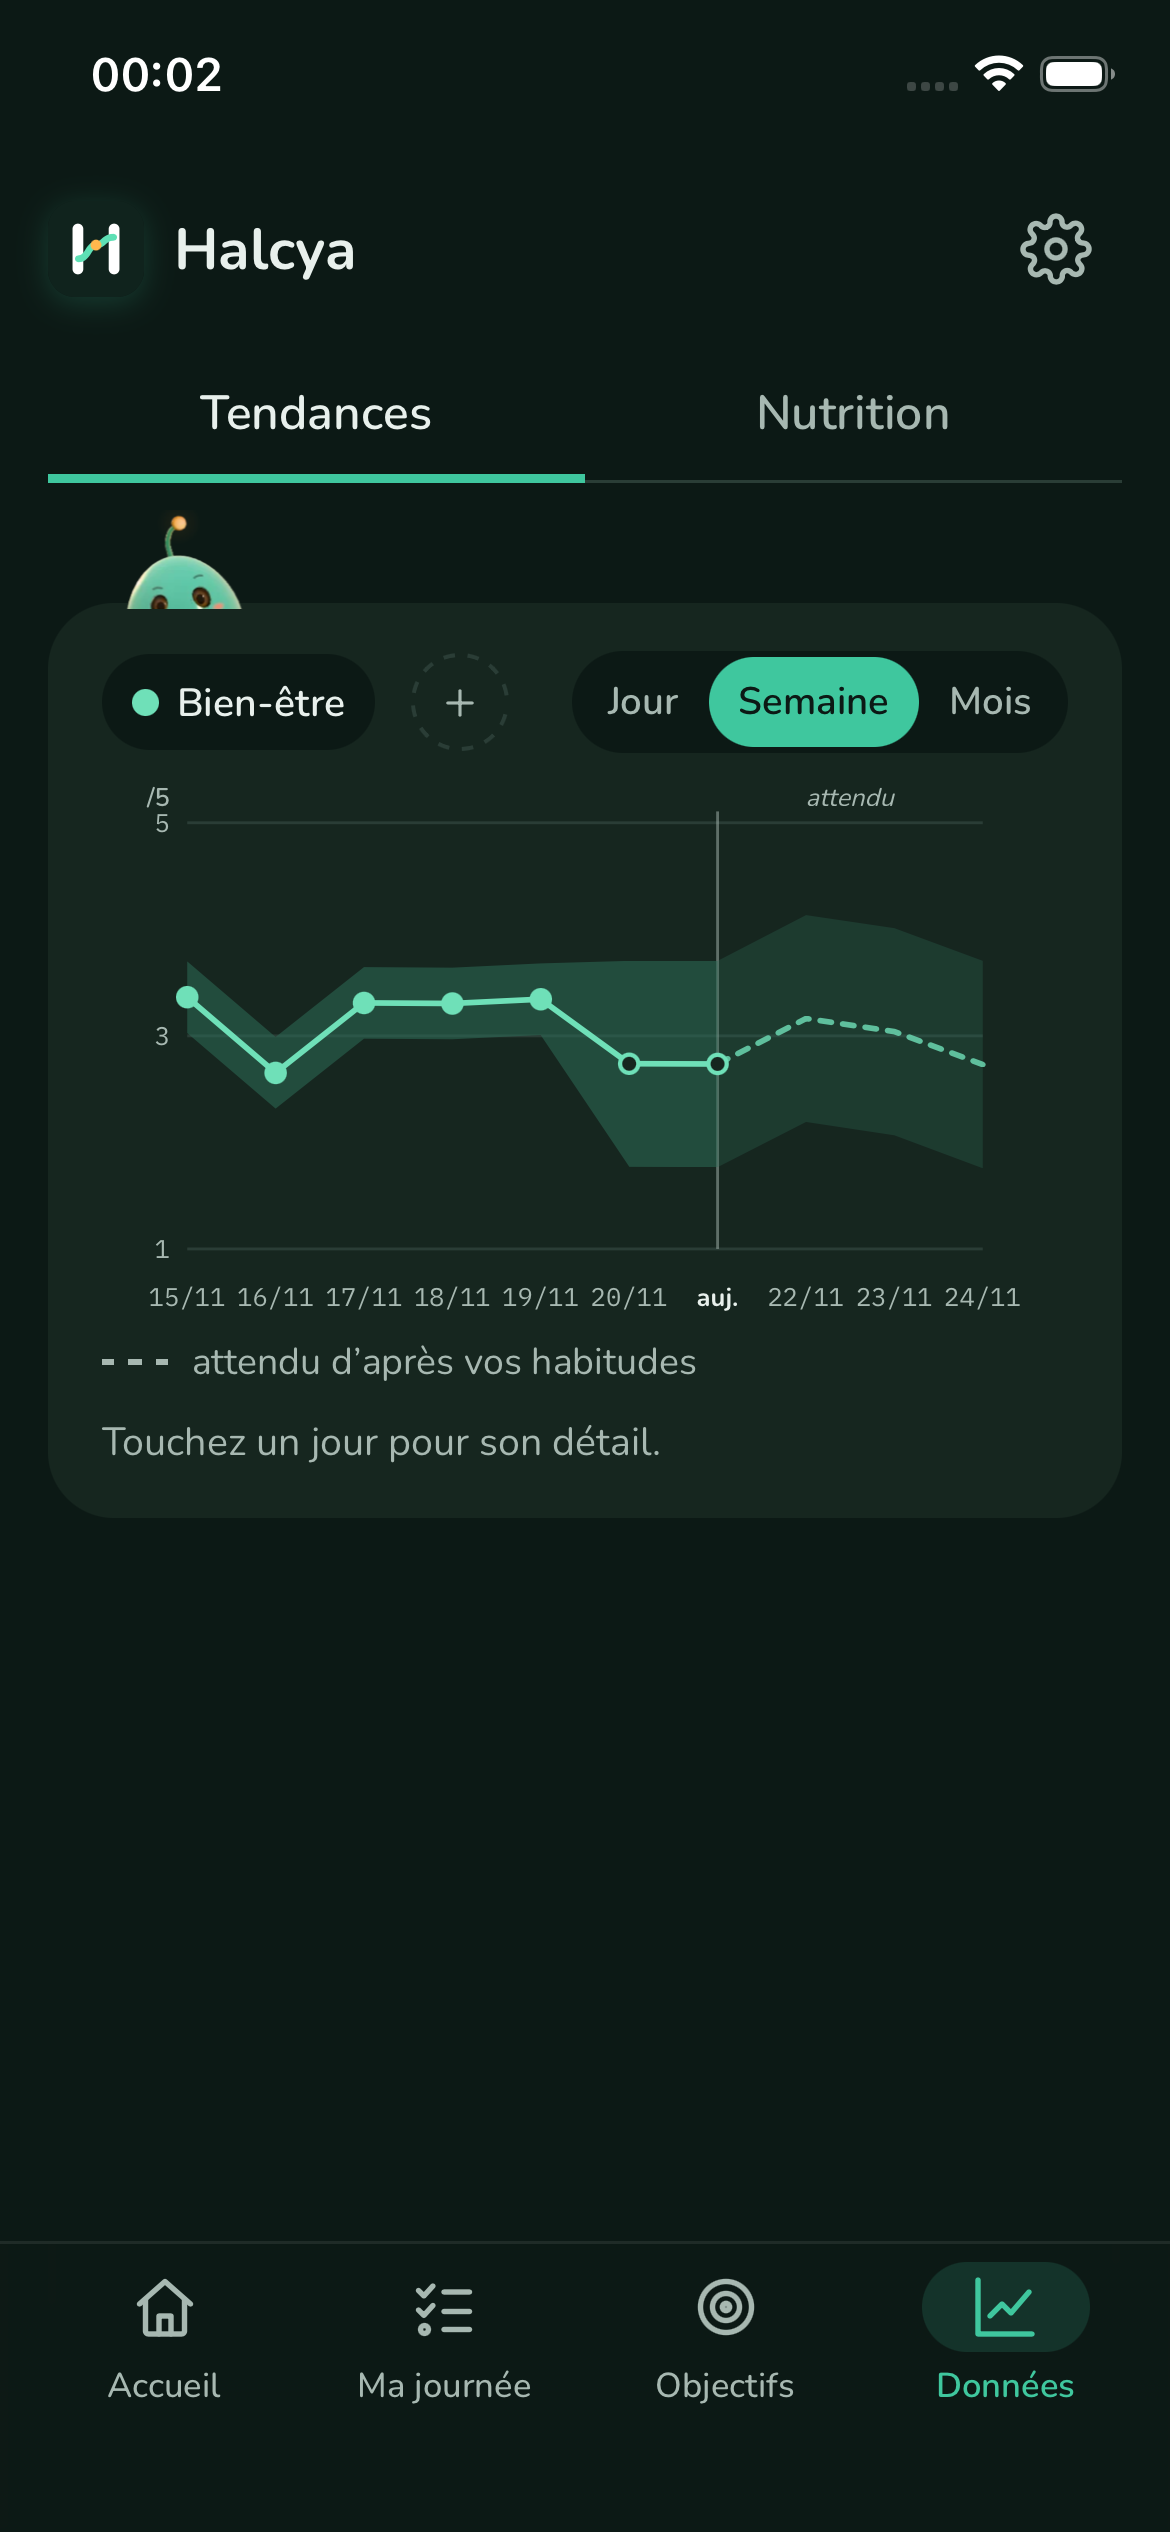 00:02
Halcya
Tendances
Nutrition
Bien-être
Jour
Semaine
Mois
/5
attendu
5
3
1
15/11 16/11 17/11 18/11 19/11 20/11 auj. 22/11 23/11 24/11
attendu d’après vos habitudes
Touchez un jour pour son détail.
Accueil
Ma journée
Objectifs
Données